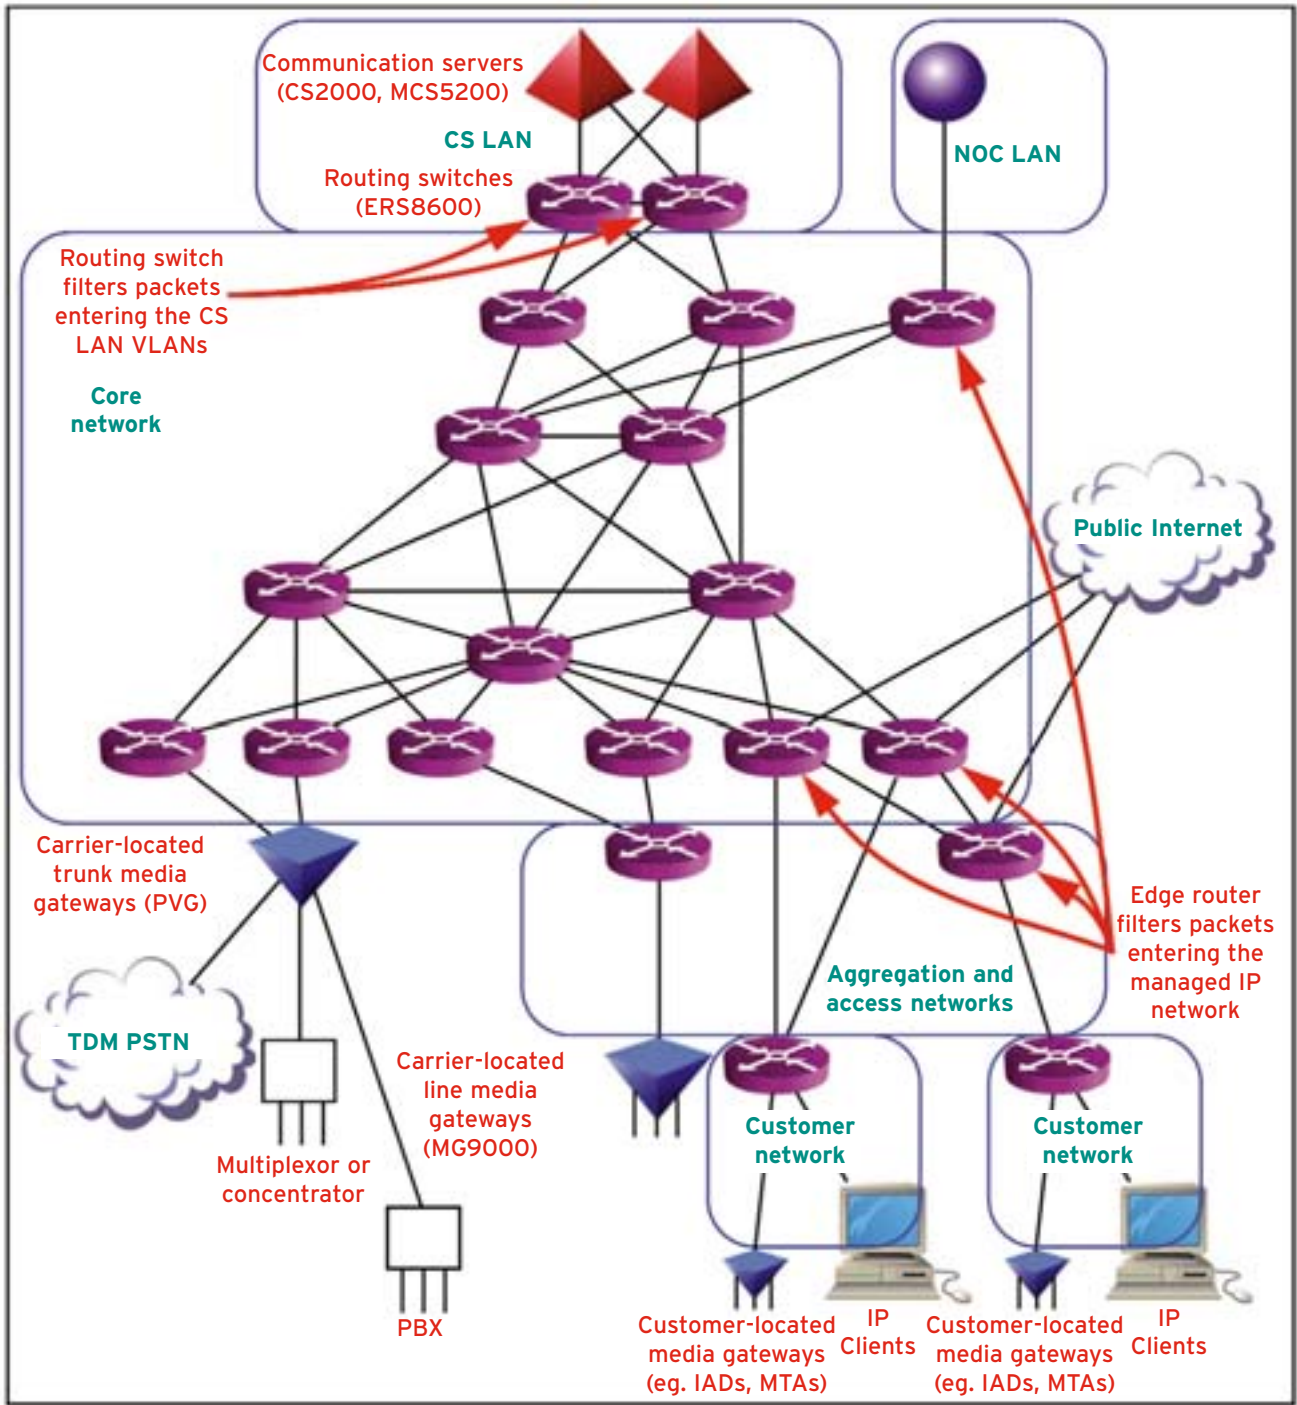 Communication servers
(CS2000, MCS5200)
CS LAN
NOC LAN
Routing switches
(ERS8600)
Routing switch
filters packets
entering the CS
LAN VLANs
Core
network
Public Internet
Carrier-located
trunk media
gateways (PVG)
Edge router
filters packets
entering the
managed IP
network
Aggregation and
access networks
TDM PSTN
Carrier-located
line media
gateways
(MG9000)
Multiplexor or
concentrator
Customer
network
Customer
network
PBX
Customer-located
media gateways
(eg. IADs, MTAs)
IP
Clients
Customer-located
media gateways
(eg. IADs, MTAs)
IP
Clients